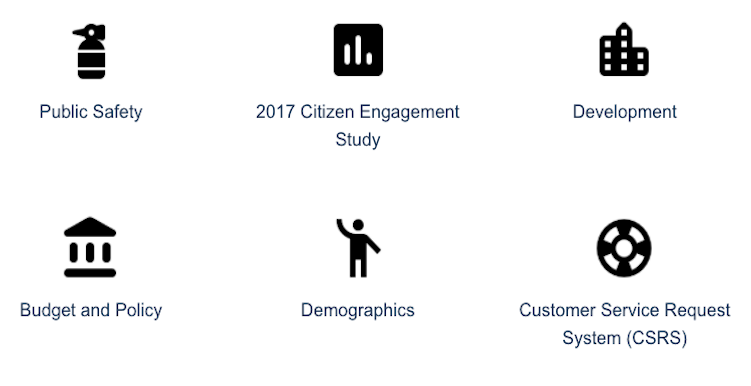 Public Safety
2017 Citizen Engagement
Study
Development
Budget and Policy
Demographics
Customer Service Request
System (CSRS)